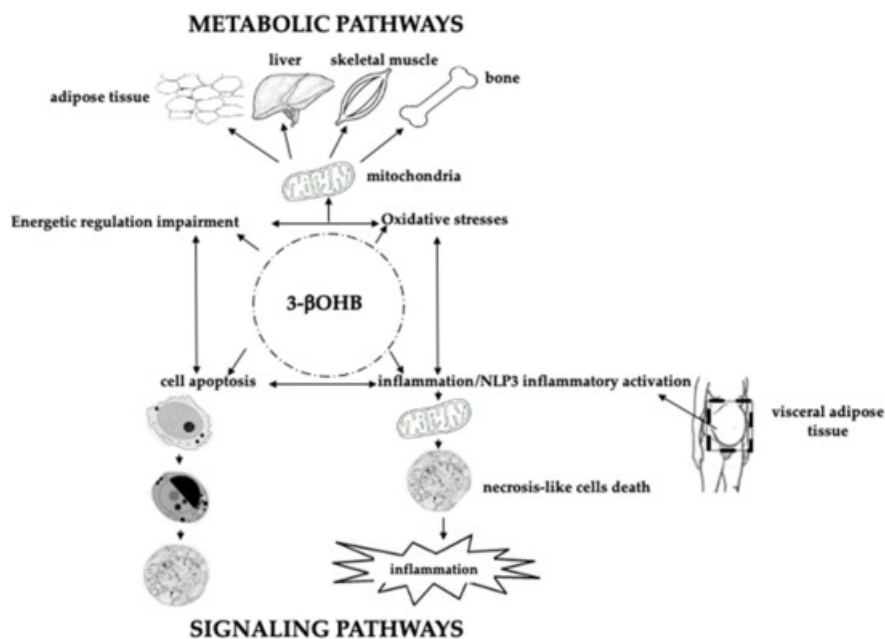 METABOLIC PATHWAYS
liver
skeletal muscle
bone
adipose tissue
mitochondria
Energetic regulation impairment
Oxidative stresses
3-βOHB
cell apoptosis
inflammation/NLP3 inflammatory activation
visceral adipose
tissue
necrosis-like cells death
inflammation
SIGNALING PATHWAYS